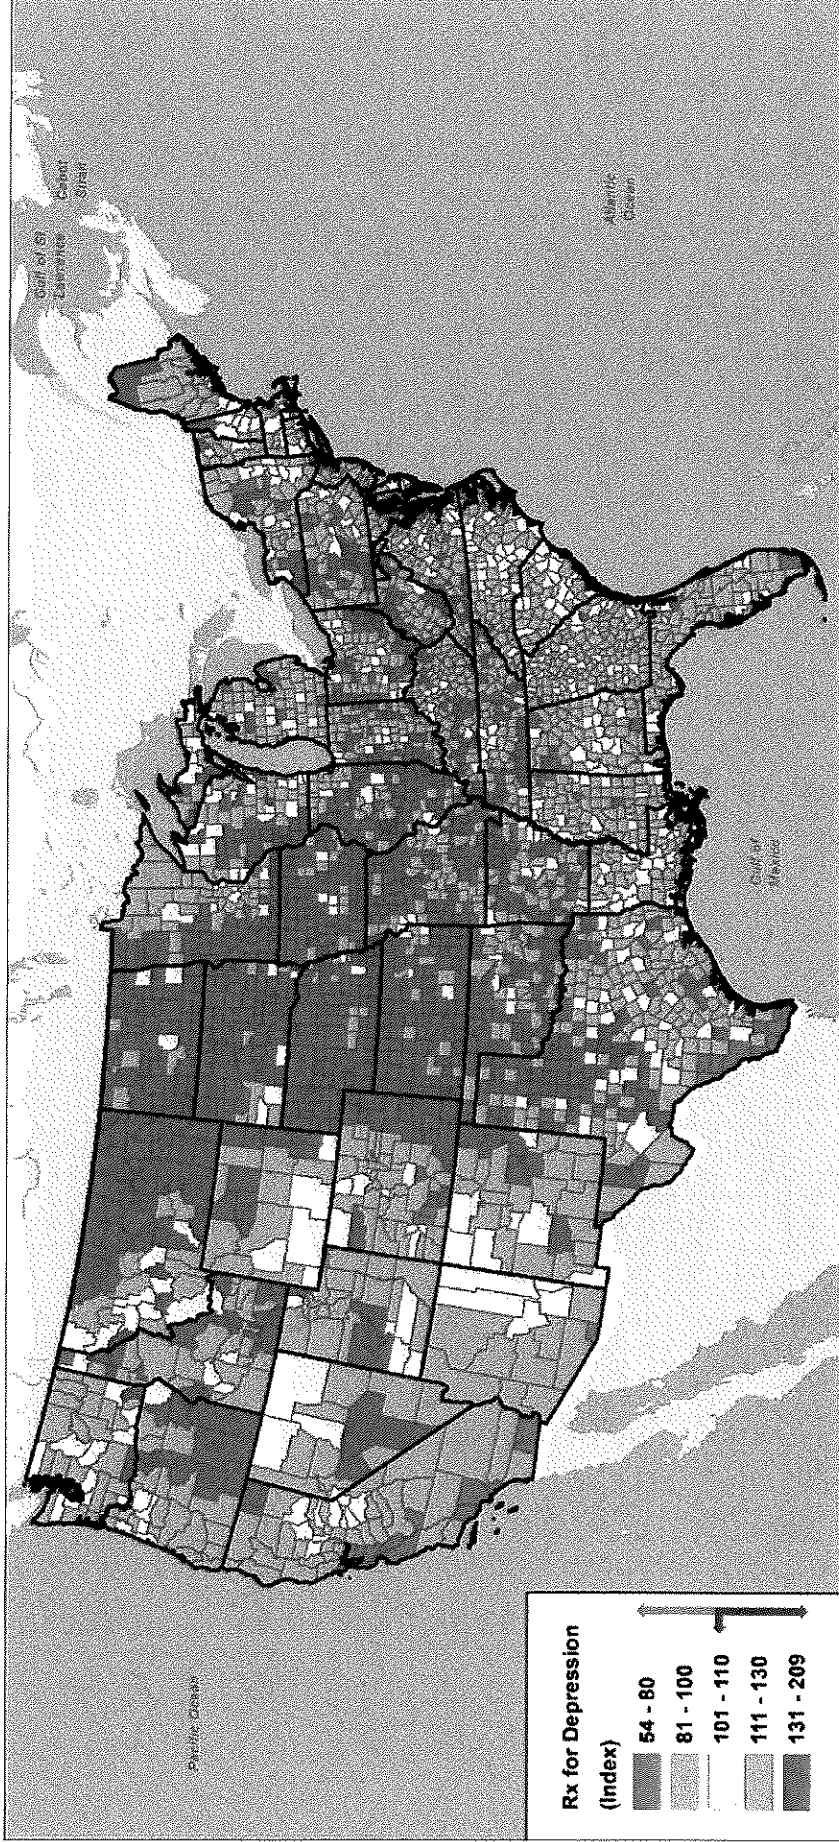 Gulf of St
Lawrence
Cabot
Strait
Pacific Ocean
Atlantic
Ocean
Gulf of
Mexico
Rx for Depression
(Index)
54 - 80
81 - 100
101 - 110
111 - 130
131 - 209